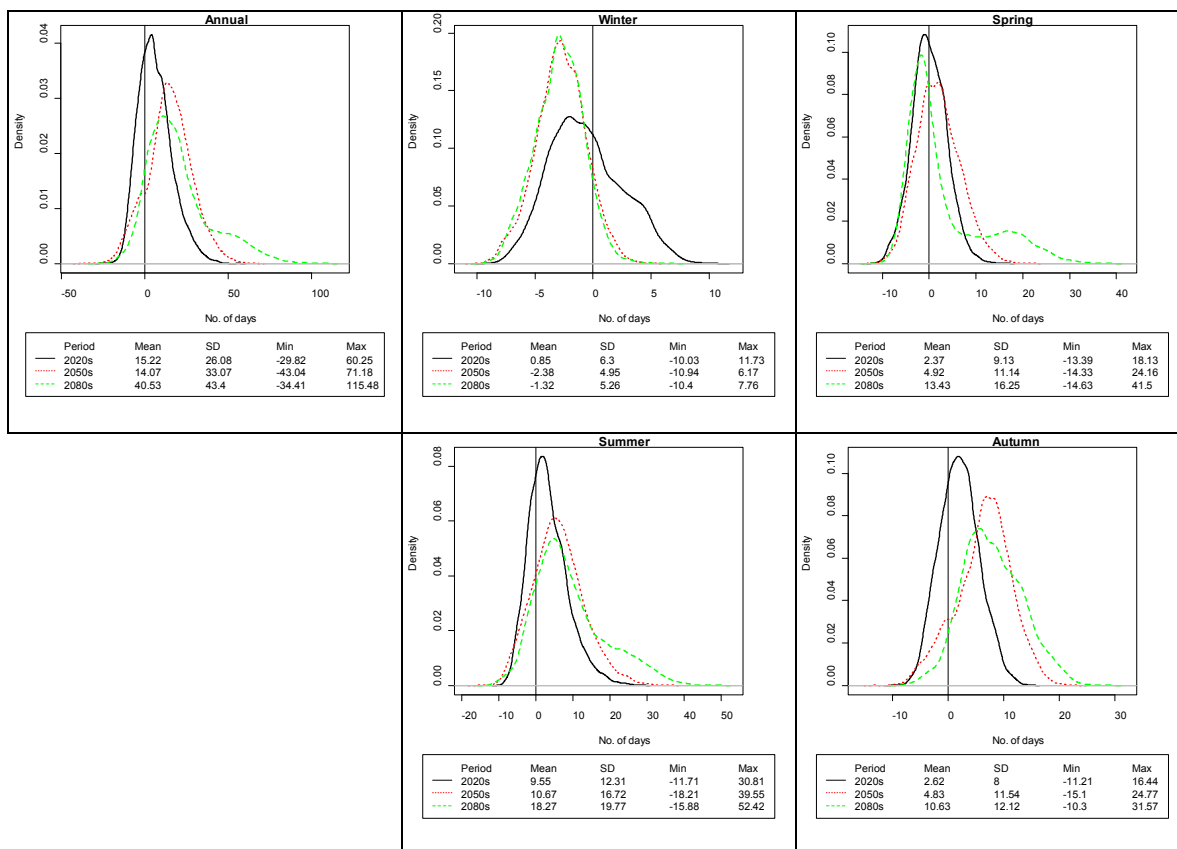 Annual
Density
0.00 0.01 0.02 0.03 0.04
-50 0 50 100
No. of days
Period Mean SD Min Max
2020s 15.22 26.08 -29.82 60.25
2050s 14.07 33.07 -43.04 71.18
2080s 40.53 43.4 -34.41 115.48
Winter
Density
0.00 0.05 0.10 0.15 0.20
-10 -5 0 5 10
No. of days
Period Mean SD Min Max
2020s 0.85 6.3 -10.03 11.73
2050s -2.38 4.95 -10.94 6.17
2080s -1.32 5.26 -10.4 7.76
Spring
Density
0.00 0.02 0.04 0.06 0.08 0.10
-10 0 10 20 30 40
No. of days
Period Mean SD Min Max
2020s 2.37 9.13 -13.39 18.13
2050s 4.92 11.14 -14.33 24.16
2080s 13.43 16.25 -14.63 41.5
Summer
Density
0.00 0.02 0.04 0.06 0.08
-20 -10 0 10 20 30 40 50
No. of days
Period Mean SD Min Max
2020s 9.55 12.31 -11.71 30.81
2050s 10.67 16.72 -18.21 39.55
2080s 18.27 19.77 -15.88 52.42
Autumn
Density
0.00 0.02 0.04 0.06 0.08 0.10
-10 0 10 20 30
No. of days
Period Mean SD Min Max
2020s 2.62 8 -11.21 16.44
2050s 4.83 11.54 -15.1 24.77
2080s 10.63 12.12 -10.3 31.57